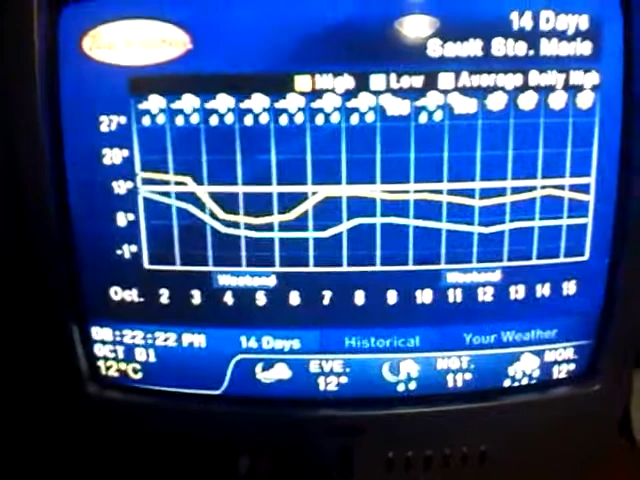 14 Days
Sault Ste. Marie
High Low Average Daily High
27°
20°
13°
6°
-1°
Weekend Weekend
Oct. 2 3 4 5 6 7 8 9 10 11 12 13 14 15
08:22:22 PM
OCT 01
12°C
14 Days Historical Your Weather
EVE. 12° NGT. 11° MOR. 12°